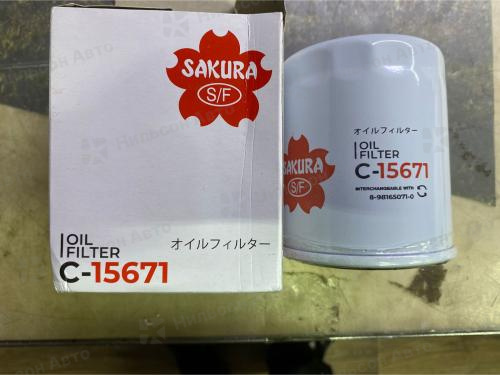 SAKURA
S/F
OIL
FILTER
オイルフィルター
C-15671
SAKURA
S/F
オイルフィルター
OIL
FILTER
C-15671
INTERCHANGEABLE WITH
8-98165071-0